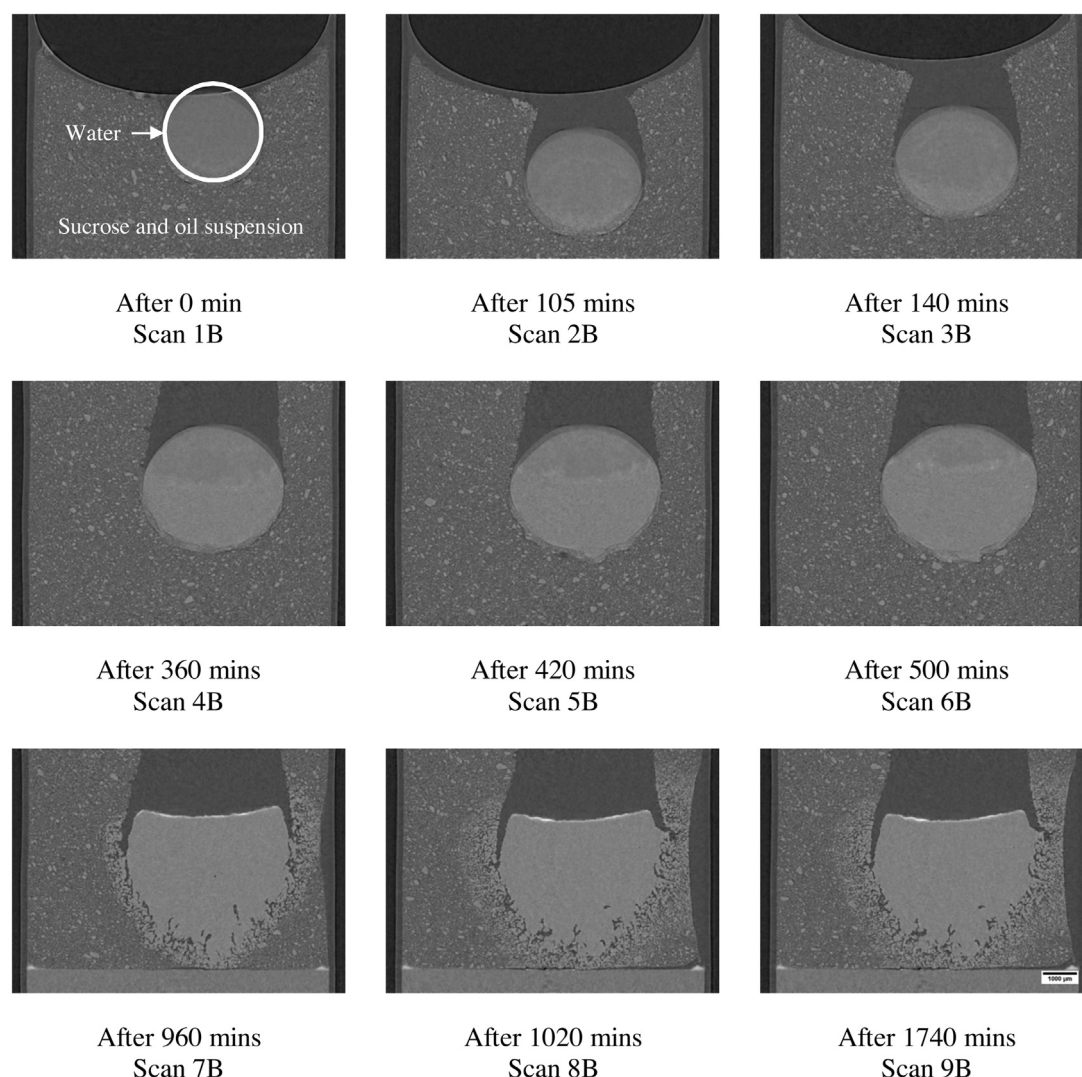 Water
Sucrose and oil suspension
After 0 min
Scan 1B
After 105 mins
Scan 2B
After 140 mins
Scan 3B
After 360 mins
Scan 4B
After 420 mins
Scan 5B
After 500 mins
Scan 6B
1000 µm
After 960 mins
Scan 7B
After 1020 mins
Scan 8B
After 1740 mins
Scan 9B